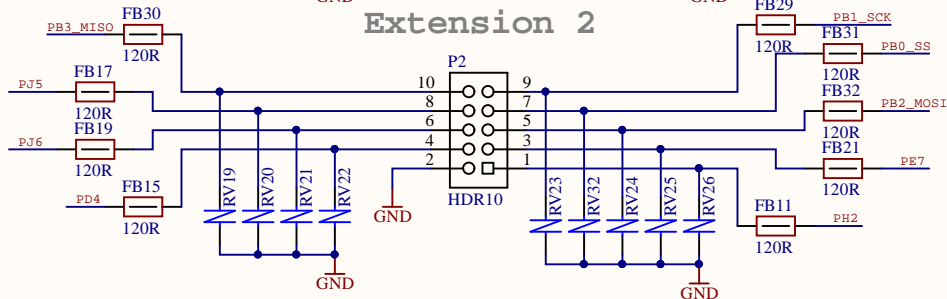 GND
GND
Extension 2
FB30
PB3_MISO
120R
FB29
PB1_SCK
120R
FB31
PB0_SS
120R
P2
FB17
PJ5
120R
10
9
8
7
6
5
4
3
2
1
FB32
PB2_MOSI
120R
FB19
PJ6
120R
FB21
PE7
120R
FB15
PD4
120R
HDR10
GND
RV19
RV20
RV21
RV22
RV23
RV32
RV24
RV25
RV26
FB11
PH2
120R
GND
GND